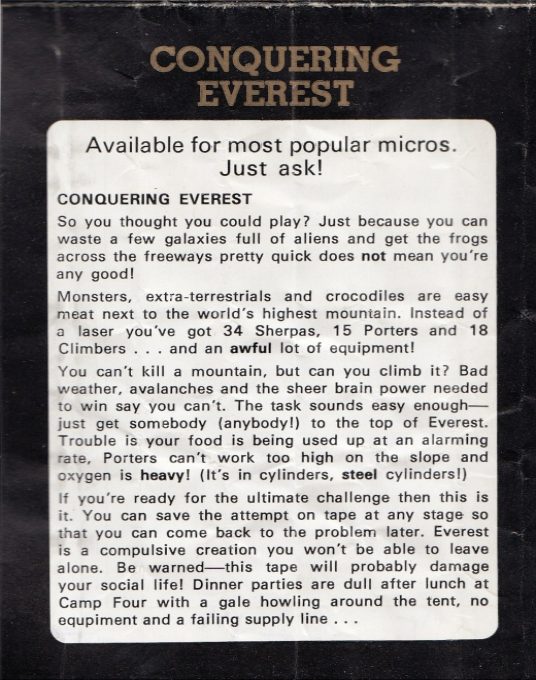 CONQUERING
EVEREST
Available for most popular micros.
Just ask!
CONQUERING EVEREST
So you thought you could play? Just because you can
waste a few galaxies full of aliens and get the frogs
across the freeways pretty quick does not mean you're
any good!
Monsters, extra-terrestrials and crocodiles are easy
meat next to the world's highest mountain. Instead of
a laser you've got 34 Sherpas, 15 Porters and 18
Climbers . . . and an awful lot of equipment!
You can't kill a mountain, but can you climb it? Bad
weather, avalanches and the sheer brain power needed
to win say you can't. The task sounds easy enough—
just get somebody (anybody!) to the top of Everest.
Trouble is your food is being used up at an alarming
rate, Porters can't work too high on the slope and
oxygen is heavy! (It's in cylinders, steel cylinders!)
If you're ready for the ultimate challenge then this is
it. You can save the attempt on tape at any stage so
that you can come back to the problem later. Everest
is a compulsive creation you won't be able to leave
alone. Be warned—this tape will probably damage
your social life! Dinner parties are dull after lunch at
Camp Four with a gale howling around the tent, no
equpiment and a failing supply line . . .